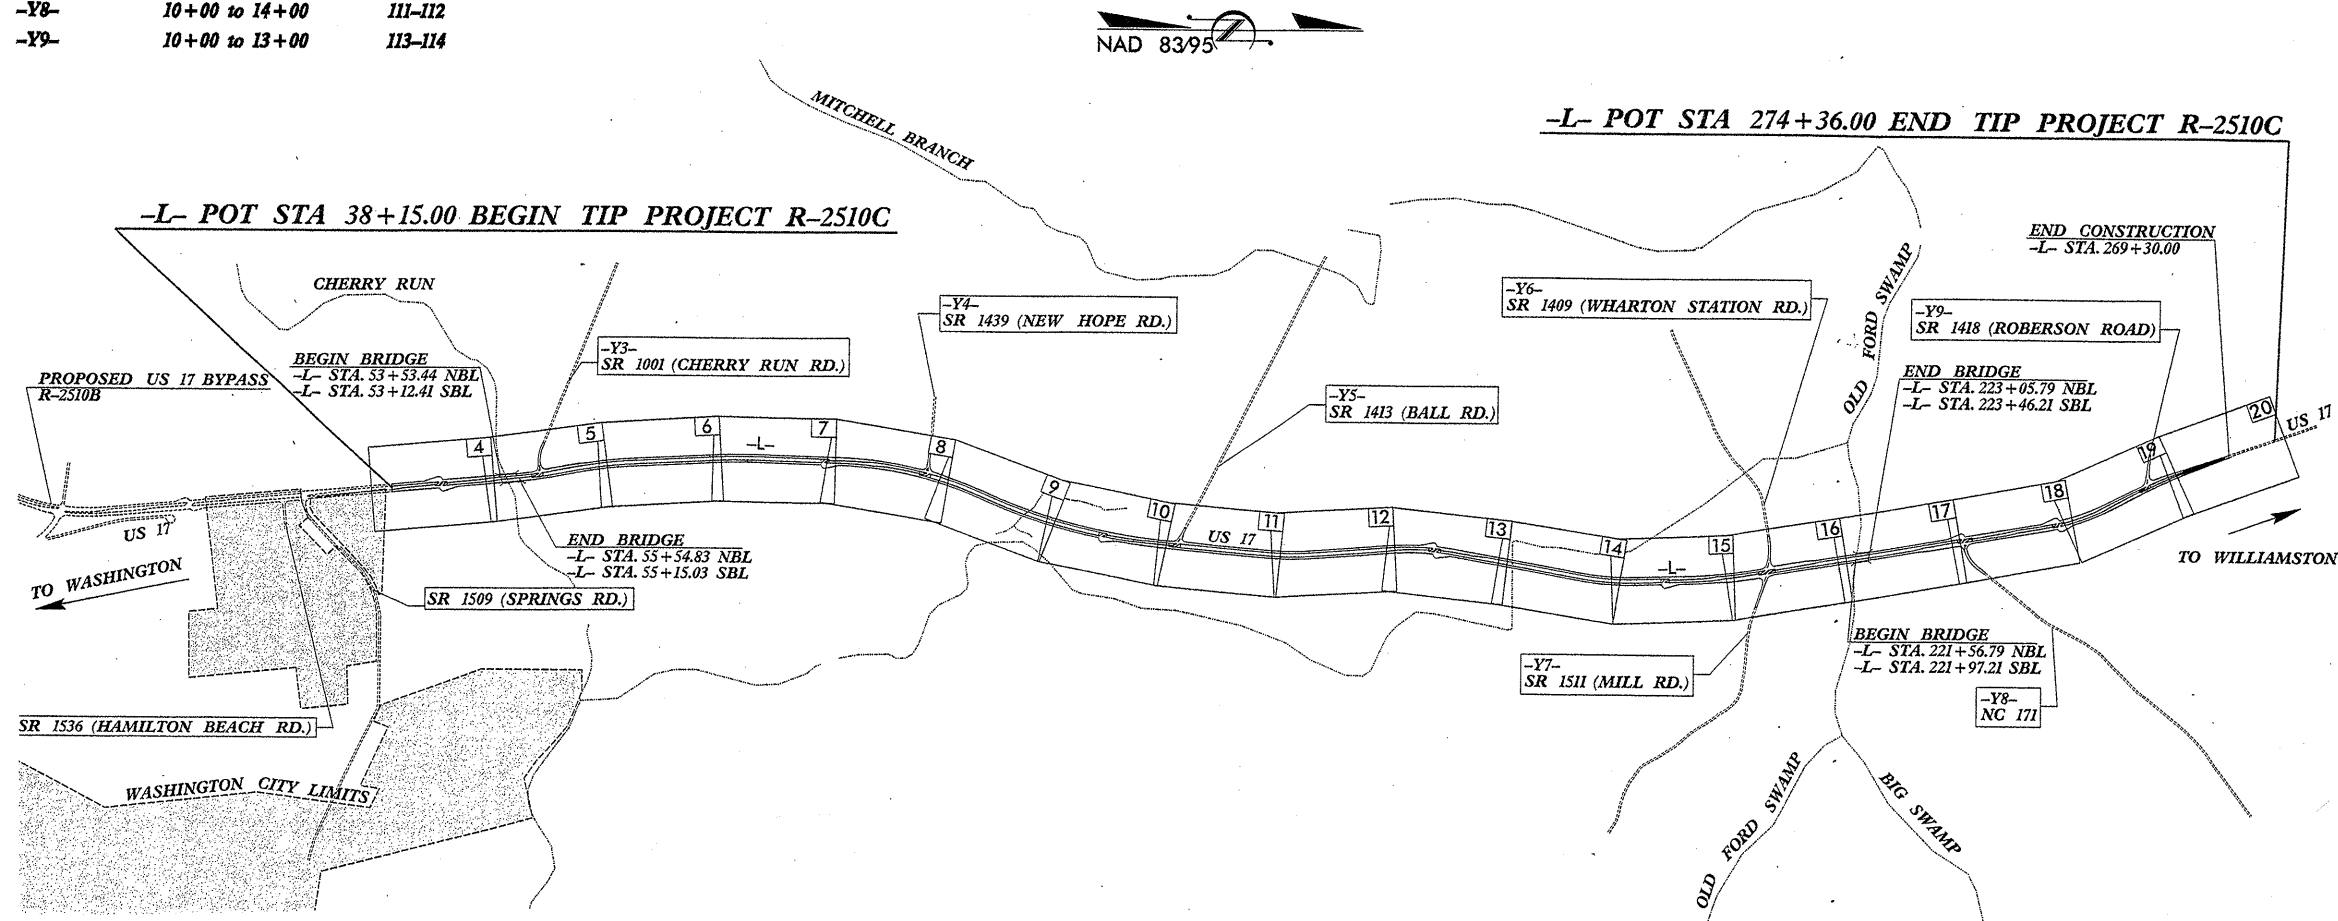 –Y8– 10+00 to 14+00 111–112
–Y9– 10+00 to 13+00 113–114
NAD 83/95
MITCHELL BRANCH
–L– POT STA 274+36.00 END TIP PROJECT R–2510C
–L– POT STA 38+15.00 BEGIN TIP PROJECT R–2510C
END CONSTRUCTION
–L– STA. 269+30.00
CHERRY RUN
OLD FORD SWAMP
–Y4–
SR 1439 (NEW HOPE RD.)
–Y6–
SR 1409 (WHARTON STATION RD.)
–Y9–
SR 1418 (ROBERSON ROAD)
–Y3–
SR 1001 (CHERRY RUN RD.)
BEGIN BRIDGE
–L– STA. 53+53.44 NBL
–L– STA. 53+12.41 SBL
PROPOSED US 17 BYPASS
R–2510B
–Y5–
SR 1413 (BALL RD.)
END BRIDGE
–L– STA. 223+05.79 NBL
–L– STA. 223+46.21 SBL
4
5
6
–L–
7
8
9
10
US 17
11
12
13
14
–L–
15
16
17
18
19
20
US 17
US 17
TO WASHINGTON
END BRIDGE
–L– STA. 55+54.83 NBL
–L– STA. 55+15.03 SBL
SR 1509 (SPRINGS RD.)
TO WILLIAMSTON
BEGIN BRIDGE
–L– STA. 221+56.79 NBL
–L– STA. 221+97.21 SBL
–Y7–
SR 1511 (MILL RD.)
–Y8–
NC 171
SR 1536 (HAMILTON BEACH RD.)
WASHINGTON CITY LIMITS
OLD FORD SWAMP
BIG SWAMP